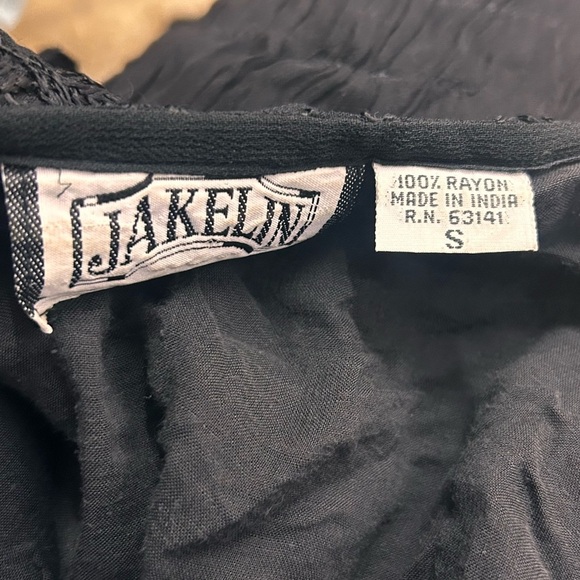 JAKELIN
100% RAYON
MADE IN INDIA
R.N. 63141
S